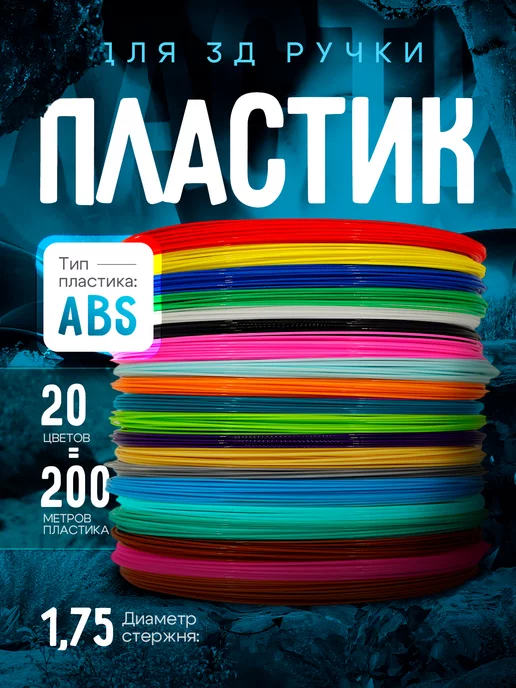 ДЛЯ 3Д РУЧКИ
ПЛАСТИК
Тип
пластика:
ABS
20
ЦВЕТОВ
=
200
МЕТРОВ
ПЛАСТИКА
1,75 Диаметр
стержня: